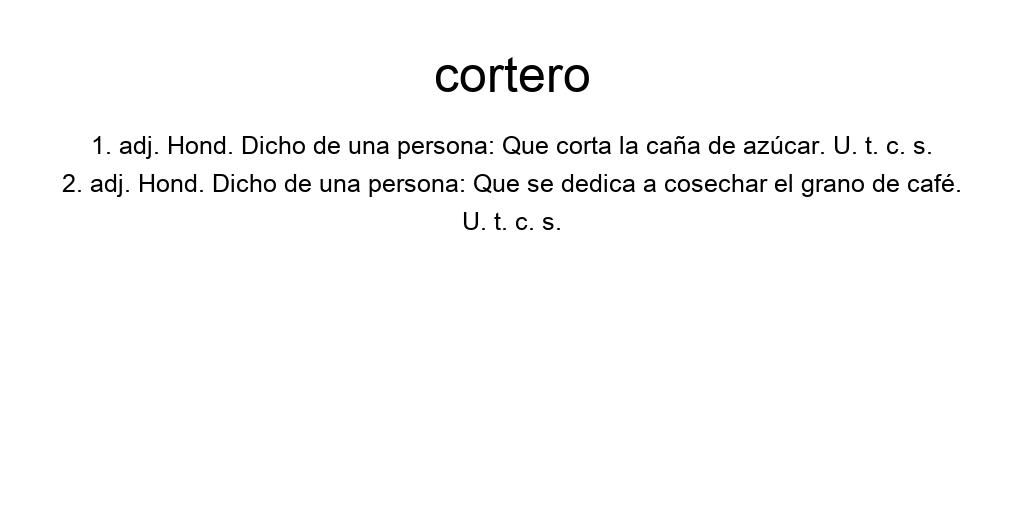 cortero
1. adj. Hond. Dicho de una persona: Que corta la caña de azúcar. U. t. c. s.
2. adj. Hond. Dicho de una persona: Que se dedica a cosechar el grano de café.
U. t. c. s.